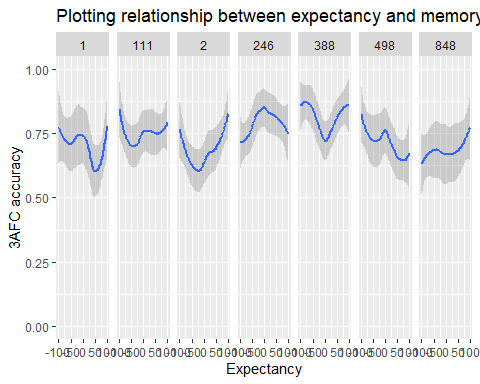 Plotting relationship between expectancy and memory
1 111 2 246 388 498 848
1.00
0.75
0.50
0.25
0.00
3AFC accuracy
Expectancy